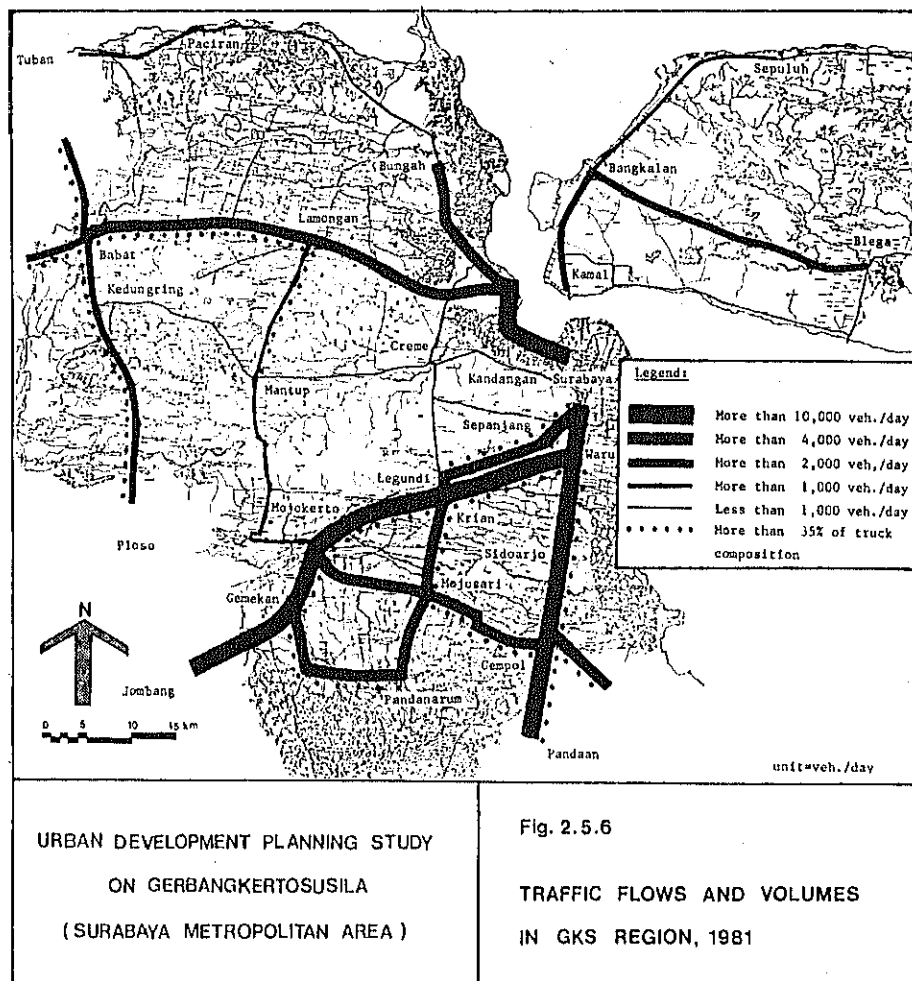 Tuban
Paciran
Sepuluh
Bungah
Bangkalan
Lamongan
Babat
Blega
Kedungring
Kamal
Creme
Legend:
Mantup
Kandangan
Surabaya
More than 10,000 veh./day
Sepanjang
More than 4,000 veh./day
Waru
More than 2,000 veh./day
Legundi
More than 1,000 veh./day
Mojokerto
Krian
Less than 1,000 veh./day
More than 35% of truck
composition
Ploso
Sidoarjo
Gemekan
Mojosari
N
Gempol
Jombang
Pandanarum
0 5 10 15 km
Pandaan
unit=veh./day
URBAN DEVELOPMENT PLANNING STUDY
ON GERBANGKERTOSUSILA
(SURABAYA METROPOLITAN AREA)
Fig. 2.5.6
TRAFFIC FLOWS AND VOLUMES
IN GKS REGION, 1981